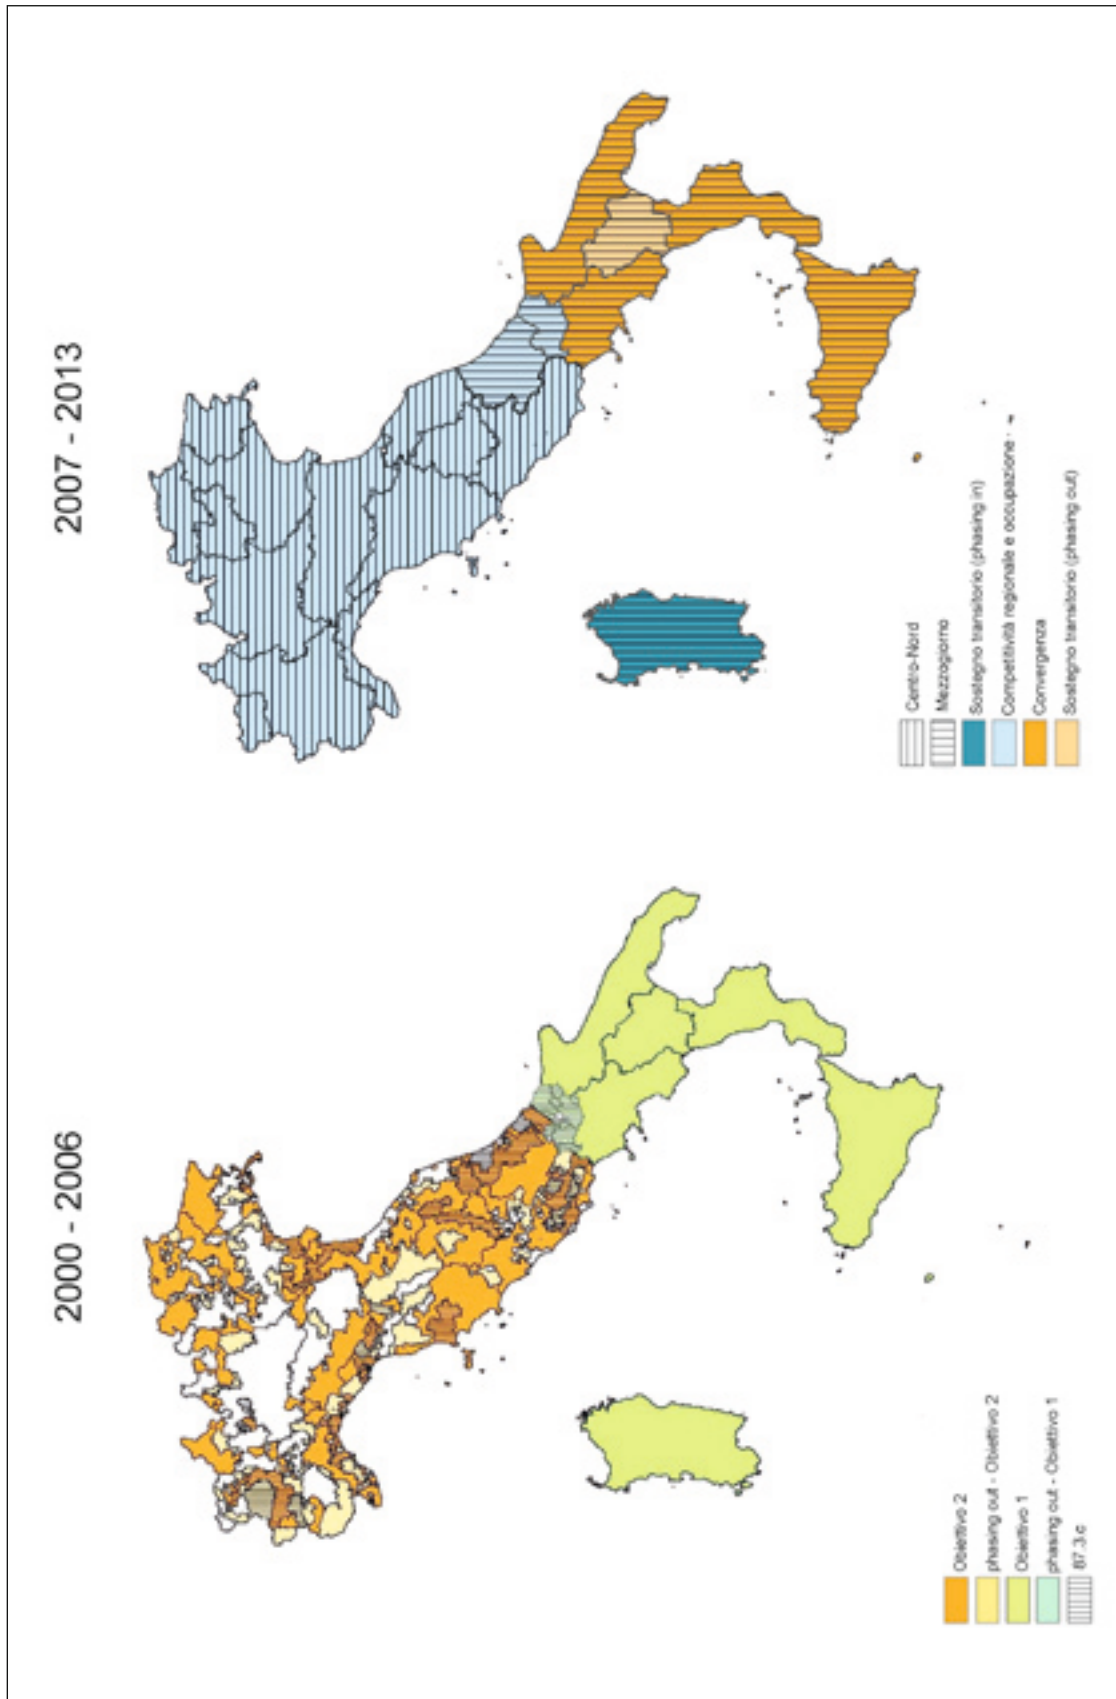 2000 - 2006
Obiettivo 2
phasing out - Obiettivo 2
Obiettivo 1
phasing out - Obiettivo 1
87.3.c
2007 - 2013
Centro-Nord
Mezzogiorno
Sostegno transitorio (phasing in)
Competitività regionale e occupazione
Convergenza
Sostegno transitorio (phasing out)